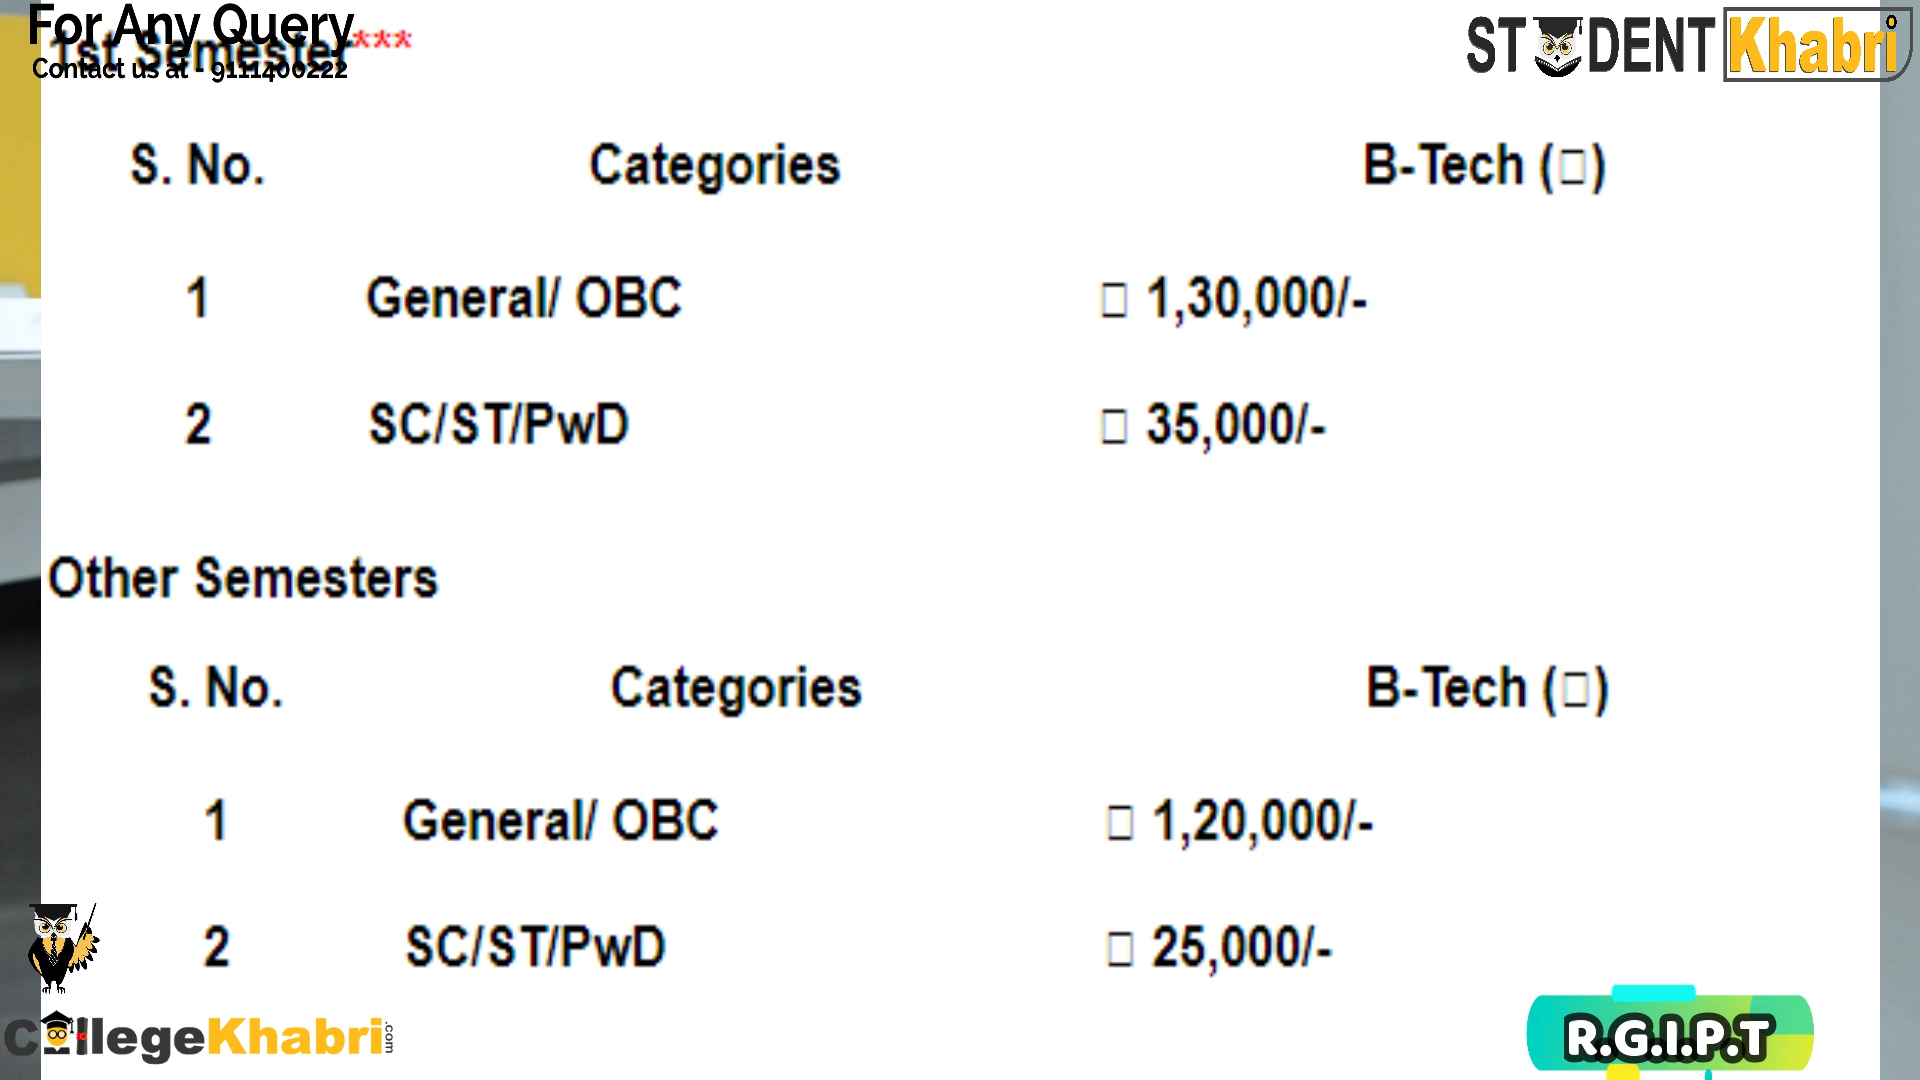 For Any Query
1st Semester***
Contact us at - 9111400222
STUDENT Khabri
S. No. Categories B-Tech (□)
1 General/ OBC □ 1,30,000/-
2 SC/ST/PwD □ 35,000/-
Other Semesters
S. No. Categories B-Tech (□)
1 General/ OBC □ 1,20,000/-
2 SC/ST/PwD □ 25,000/-
CollegeKhabri.com
R.G.I.P.T